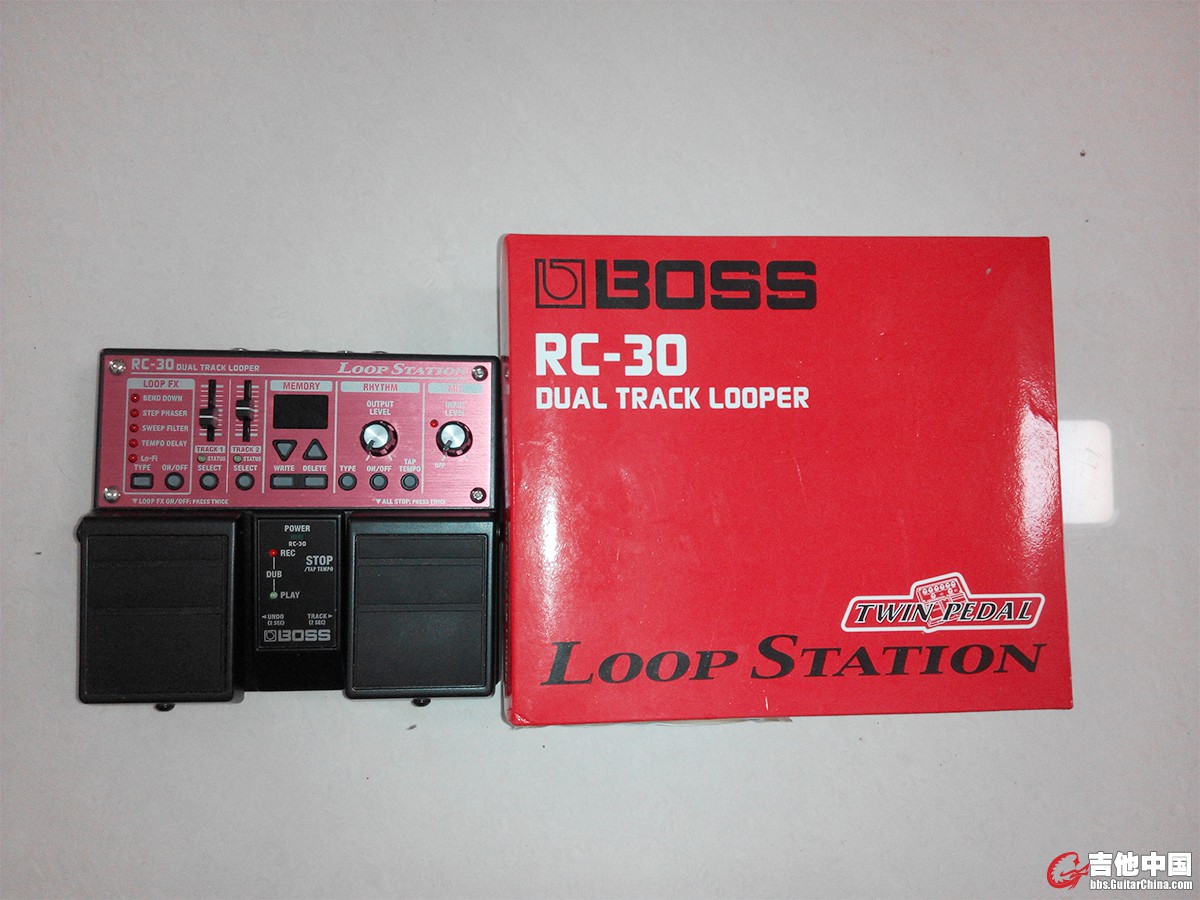 RC-30 DUAL TRACK LOOPER
LOOP STATION
LOOP FX
BEND DOWN
STEP PHASER
SWEEP FILTER
TEMPO DELAY
Lo-Fi
TYPE ON/OFF
TRACK 1 TRACK 2
STATUS STATUS
SELECT SELECT
MEMORY
WRITE DELETE
RHYTHM
OUTPUT
LEVEL
TYPE ON/OFF TAP
TEMPO
LEVEL
▼LOOP FX ON/OFF: PRESS TWICE
▼ALL STOP: PRESS TWICE
POWER
RC-30
REC
DUB
PLAY
STOP
/TAP TEMPO
◄UNDO
(2 SEC)
TRACK►
(2 SEC)
BOSS
BOSS
RC-30
DUAL TRACK LOOPER
TWIN PEDAL
LOOP STATION
吉他中国
bbs.GuitarChina.com